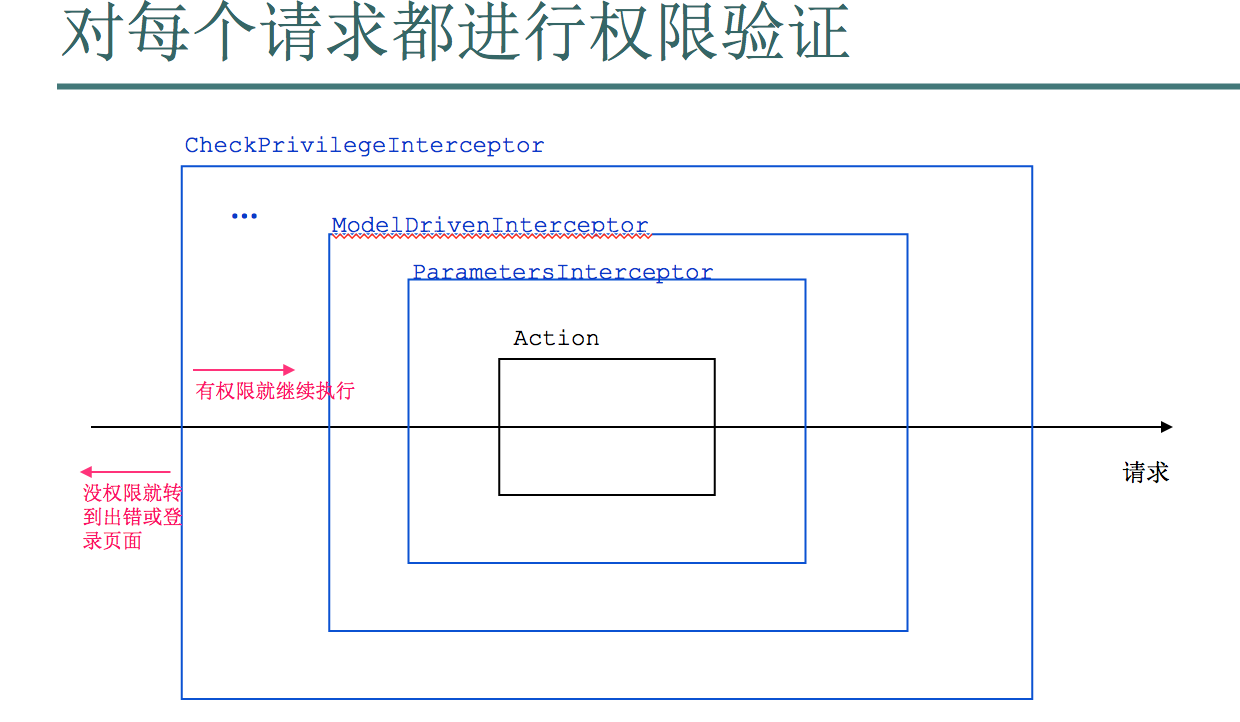 对每个请求都进行权限验证
CheckPrivilegeInterceptor
...
ModelDrivenInterceptor
ParametersInterceptor
Action
有权限就继续执行
请求
没权限就转
到出错或登
录页面